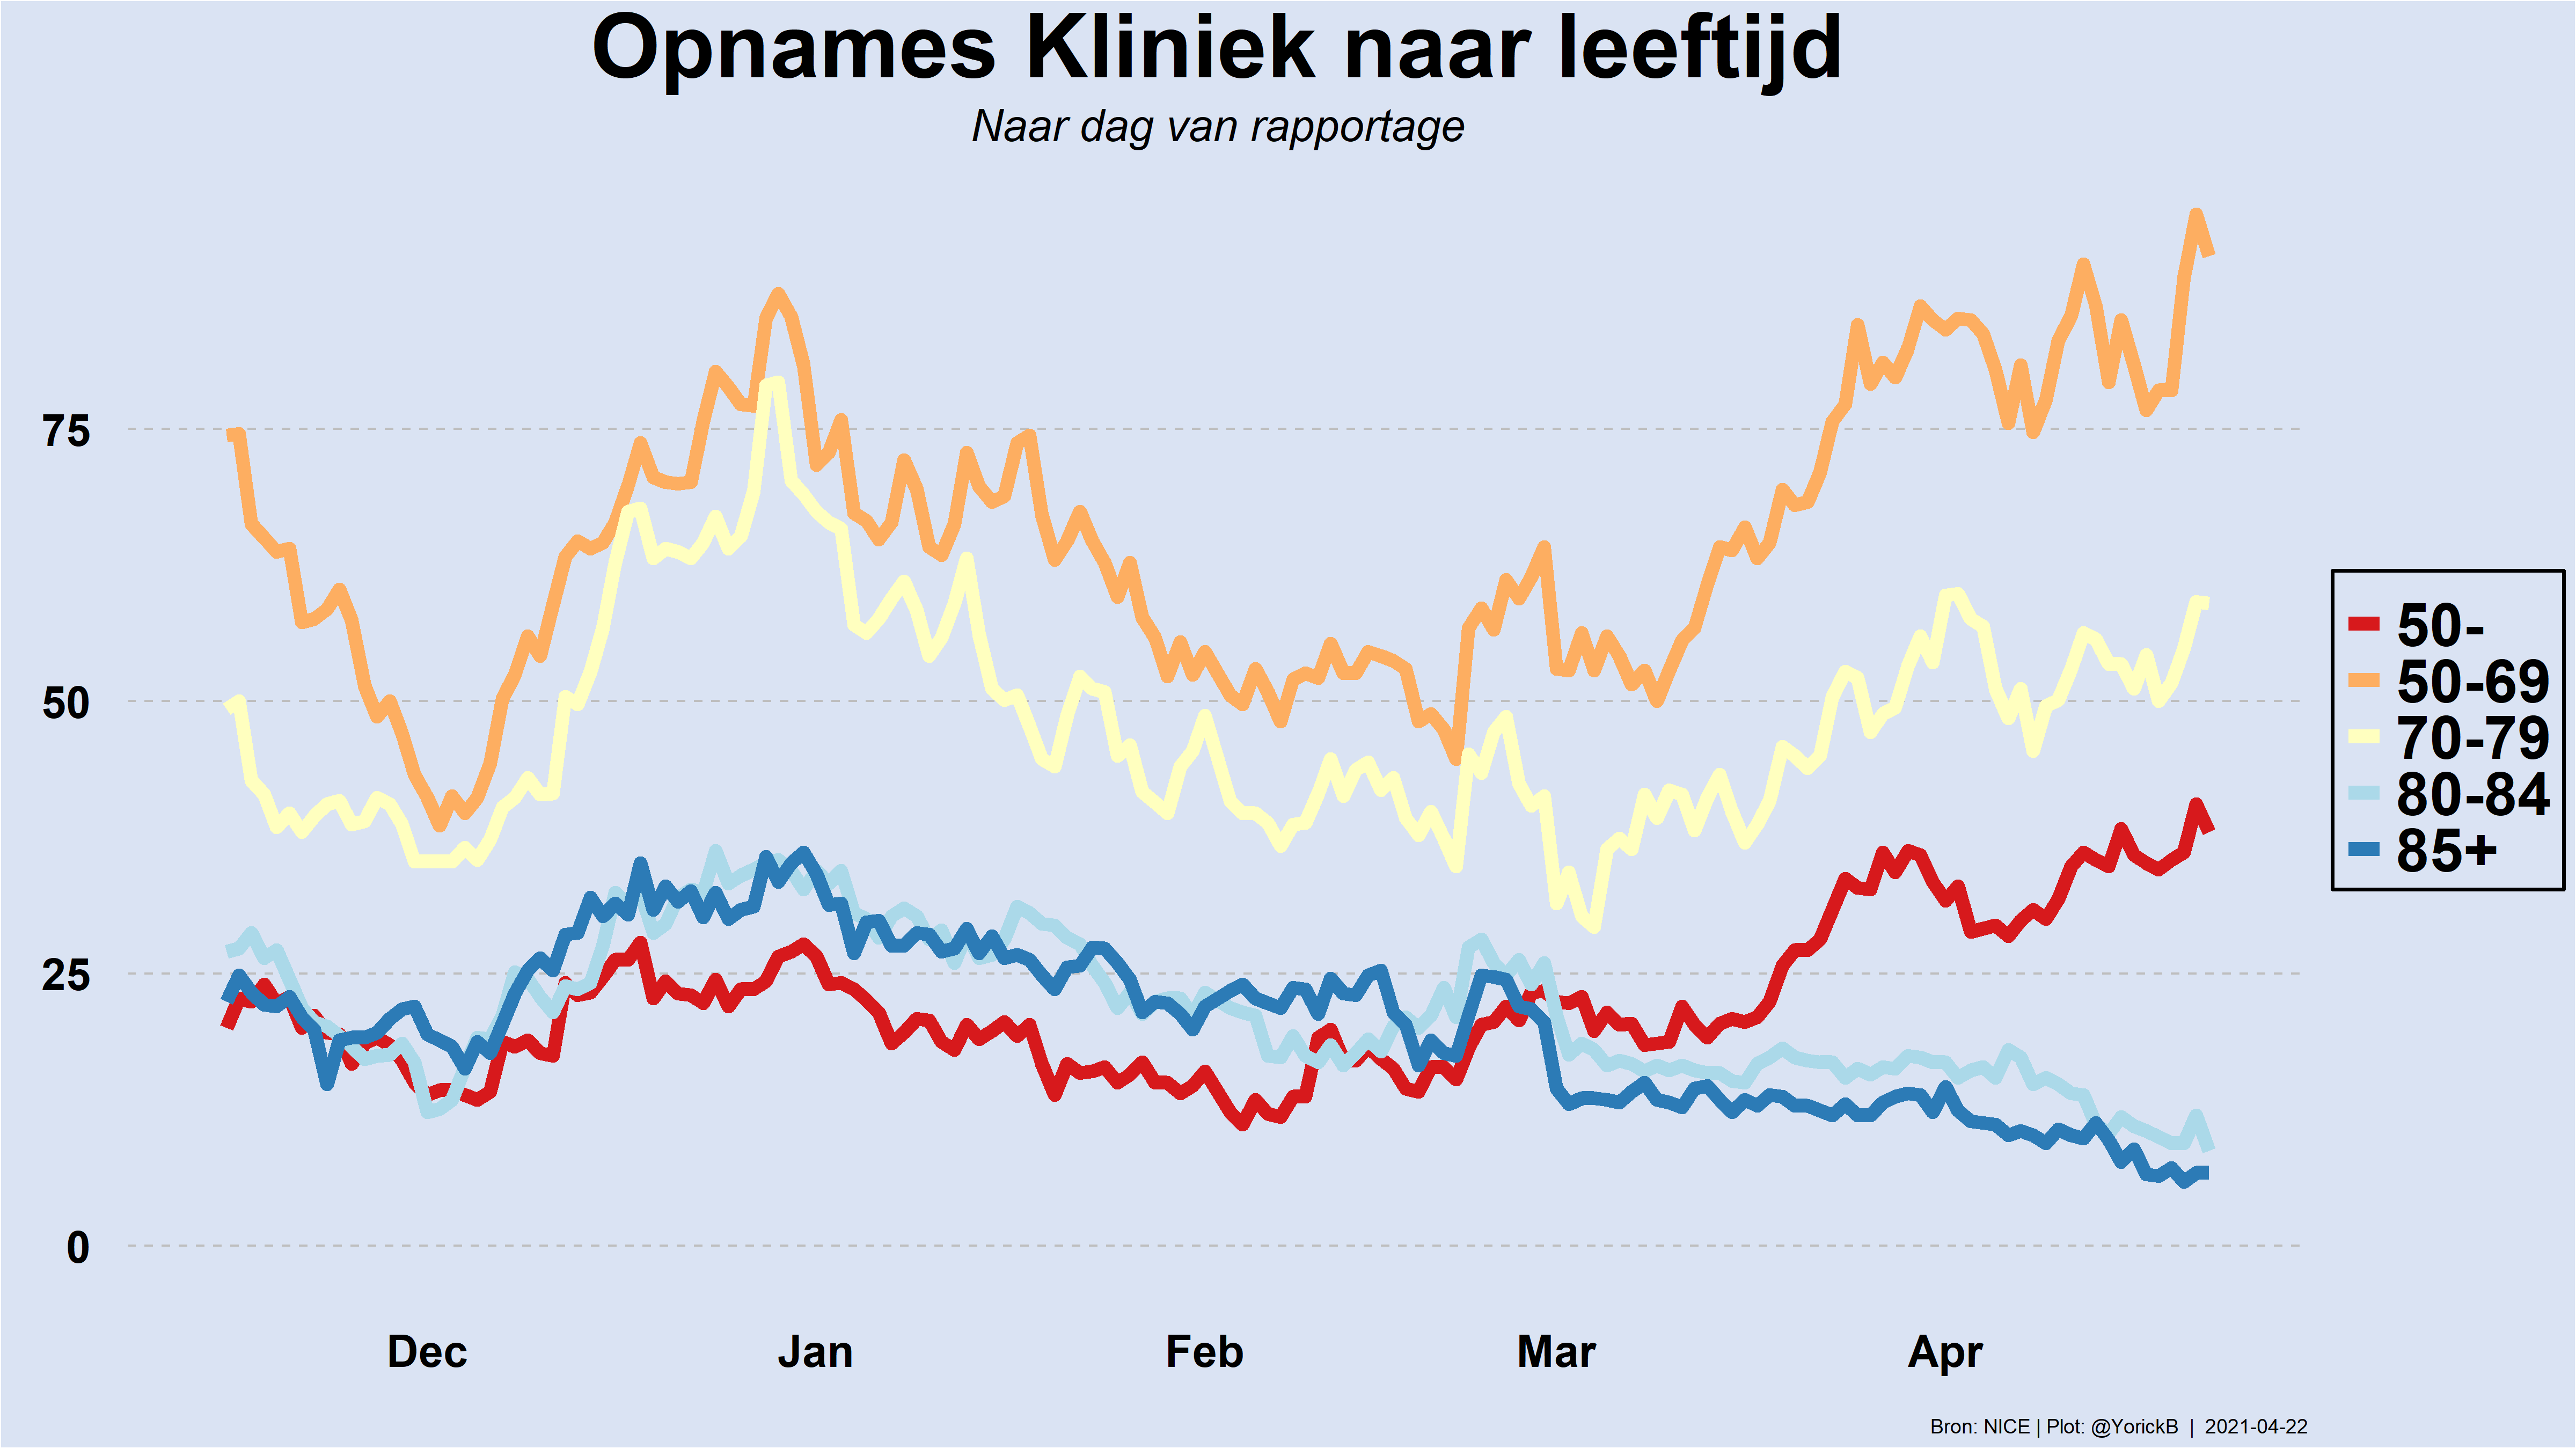 Opnames Kliniek naar leeftijd
Naar dag van rapportage
75
50
25
0
Dec Jan Feb Mar Apr
50-
50-69
70-79
80-84
85+
Bron: NICE | Plot: @YorickB | 2021-04-22